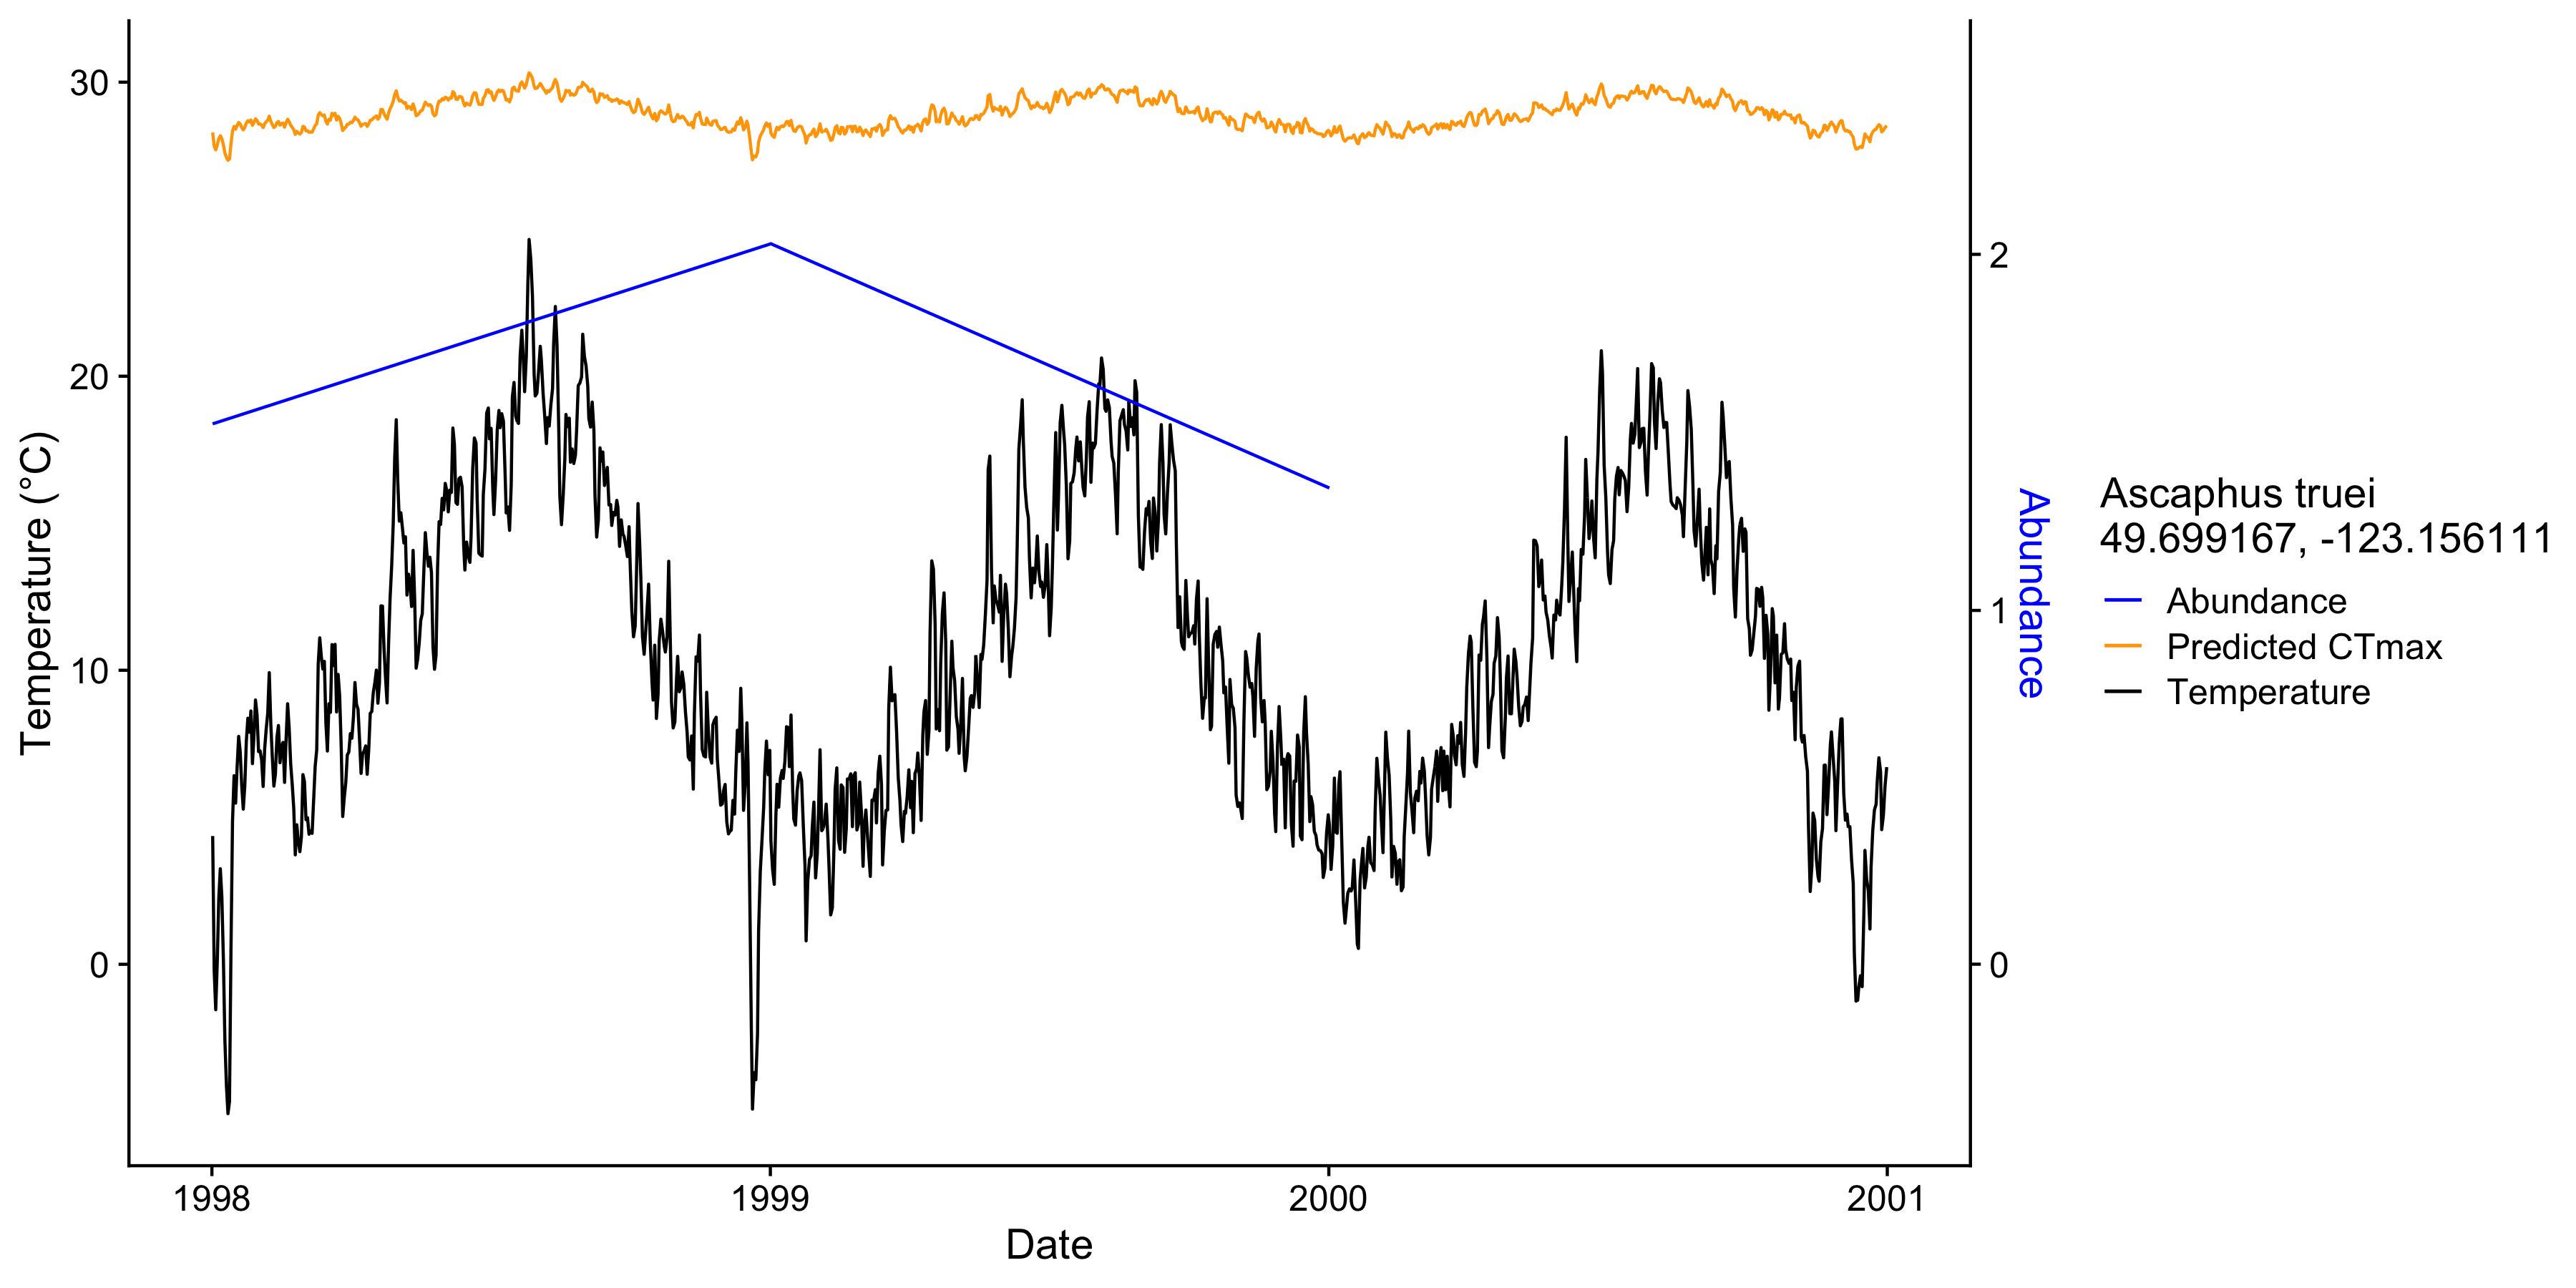 30
20
10
0
Temperature (°C)
1998
1999
2000
2001
Date
2
1
0
Abundance
Ascaphus truei
49.699167, -123.156111
Abundance
Predicted CTmax
Temperature